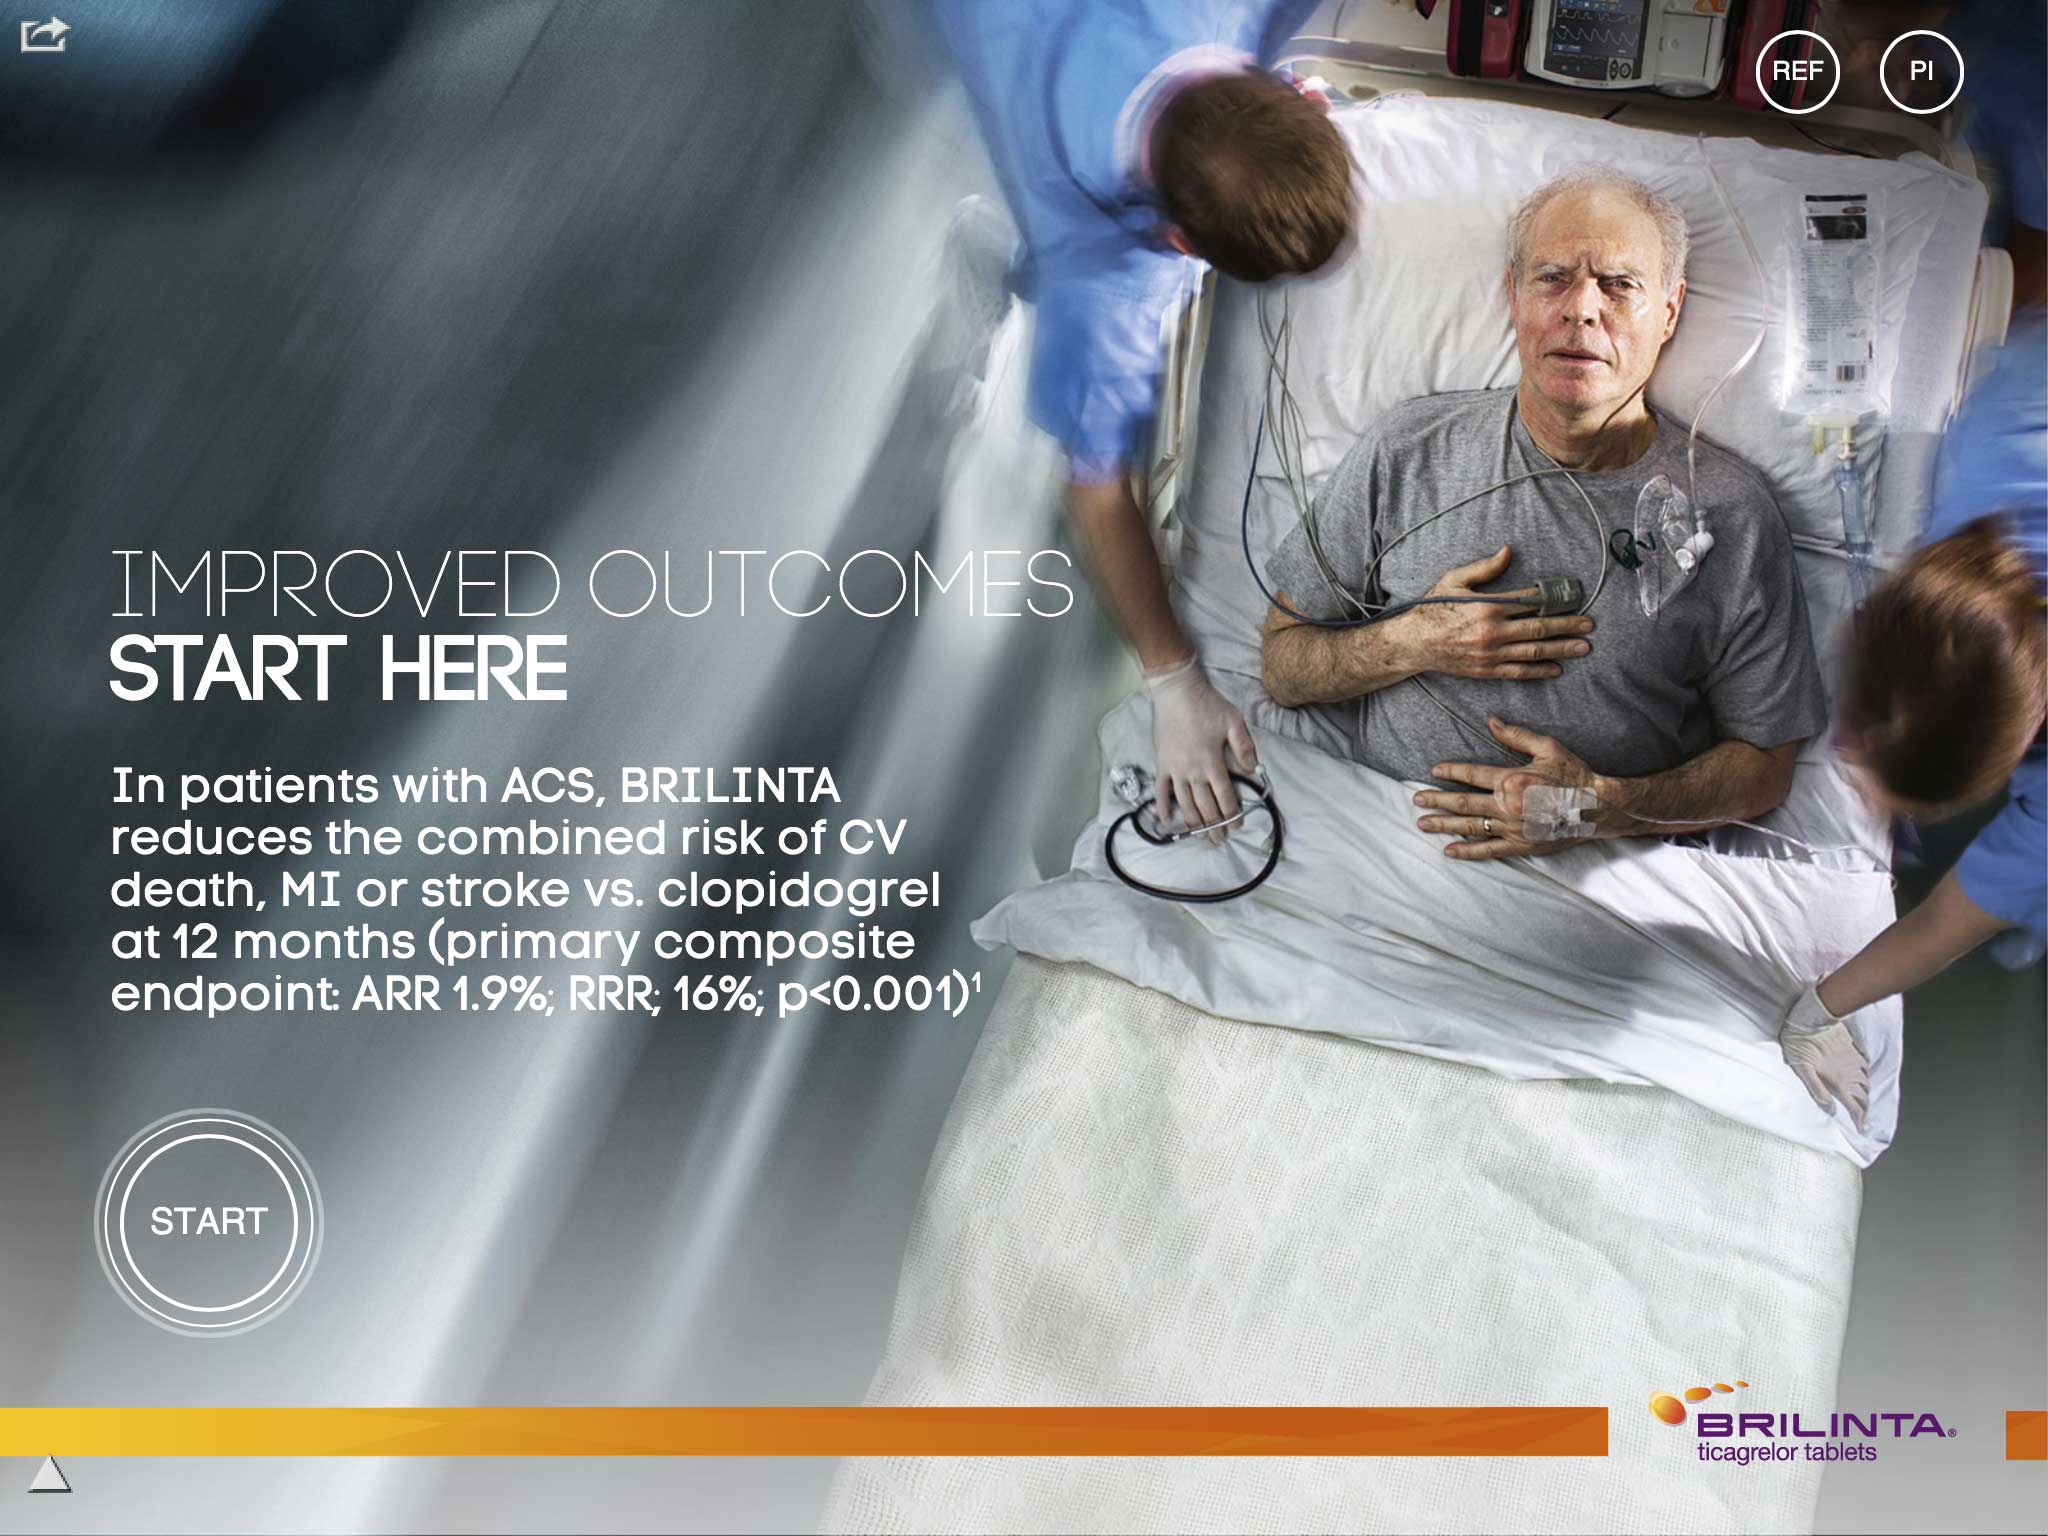 REF
PI
IMPROVED OUTCOMES
START HERE
In patients with ACS, BRILINTA
reduces the combined risk of CV
death, MI or stroke vs. clopidogrel
at 12 months (primary composite
endpoint: ARR 1.9%; RRR; 16%; p<0.001)¹
START
BRILINTA®
ticagrelor tablets